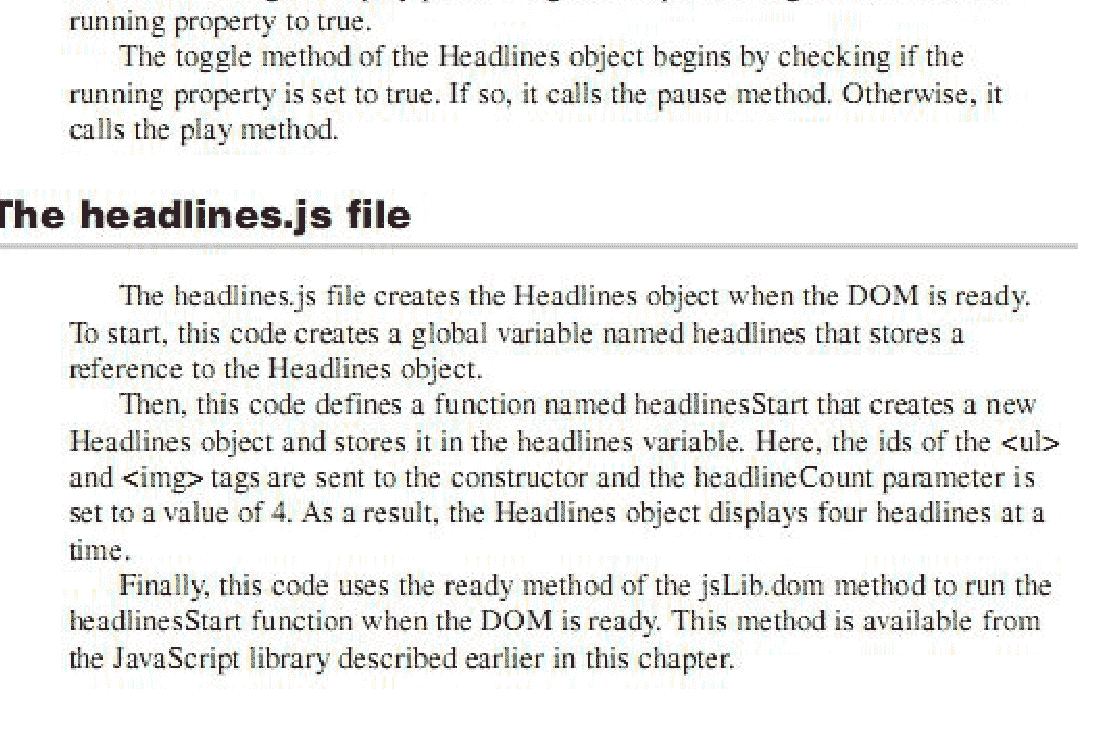 running property to true.
The toggle method of the Headlines object begins by checking if the
running property is set to true. If so, it calls the pause method. Otherwise, it
calls the play method.
The headlines.js file
The headlines.js file creates the Headlines object when the DOM is ready.
To start, this code creates a global variable named headlines that stores a
reference to the Headlines object.
Then, this code defines a function named headlinesStart that creates a new
Headlines object and stores it in the headlines variable. Here, the ids of the <ul>
and <img> tags are sent to the constructor and the headlineCount parameter is
set to a value of 4. As a result, the Headlines object displays four headlines at a
time.
Finally, this code uses the ready method of the jsLib.dom method to run the
headlinesStart function when the DOM is ready. This method is available from
the JavaScript library described earlier in this chapter.